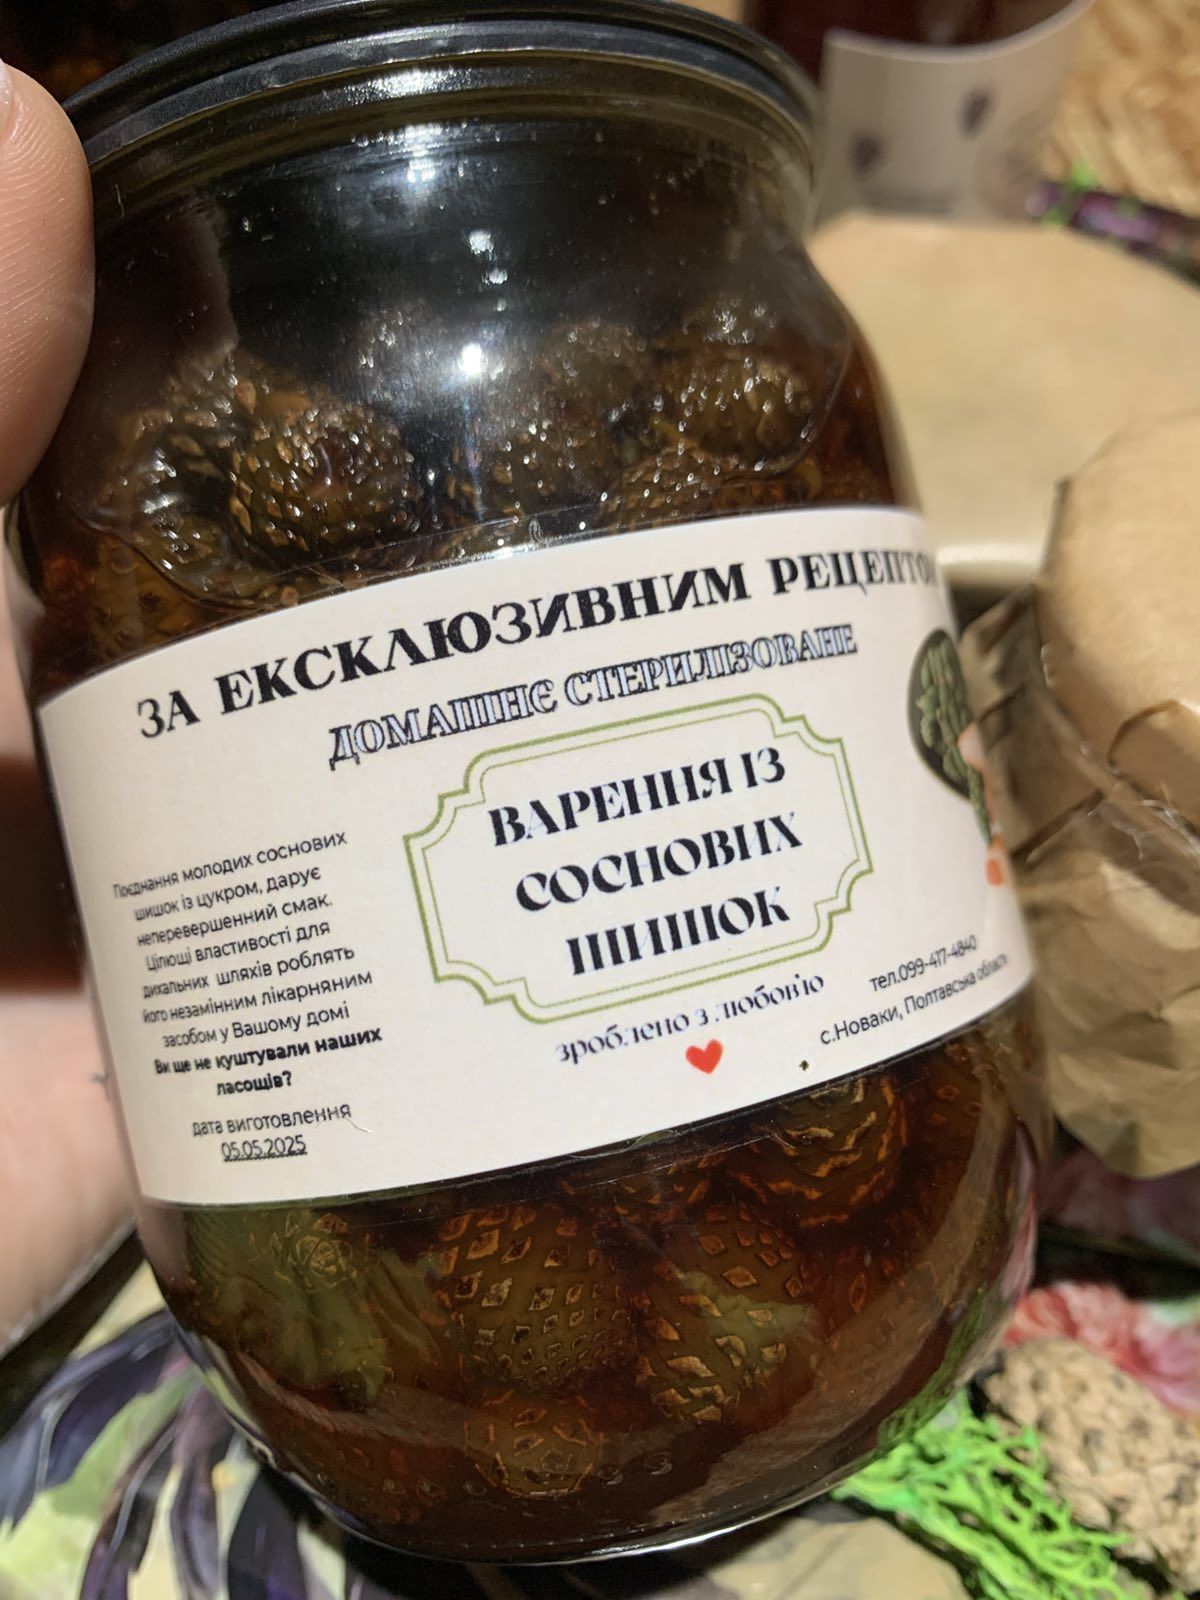 ЗА ЕКСКЛЮЗИВНИМ РЕЦЕПТОМ
ДОМАШНЄ СТЕРИЛІЗОВАНЕ
ВАРЕННЯ ІЗ
СОСНОВИХ
ШИШОК
зроблено з любов'ю
Поєднання молодих соснових
шишок із цукром, дарує
неперевершенний смак.
Цілющі властивості для
дихальних шляхів роблять
його незамінним лікарняним
засобом у Вашому домі
Ви ще не куштували наших
ласощів?
дата виготовлення
05.05.2025
тел.099-417-4840
с.Новаки, Полтавська область